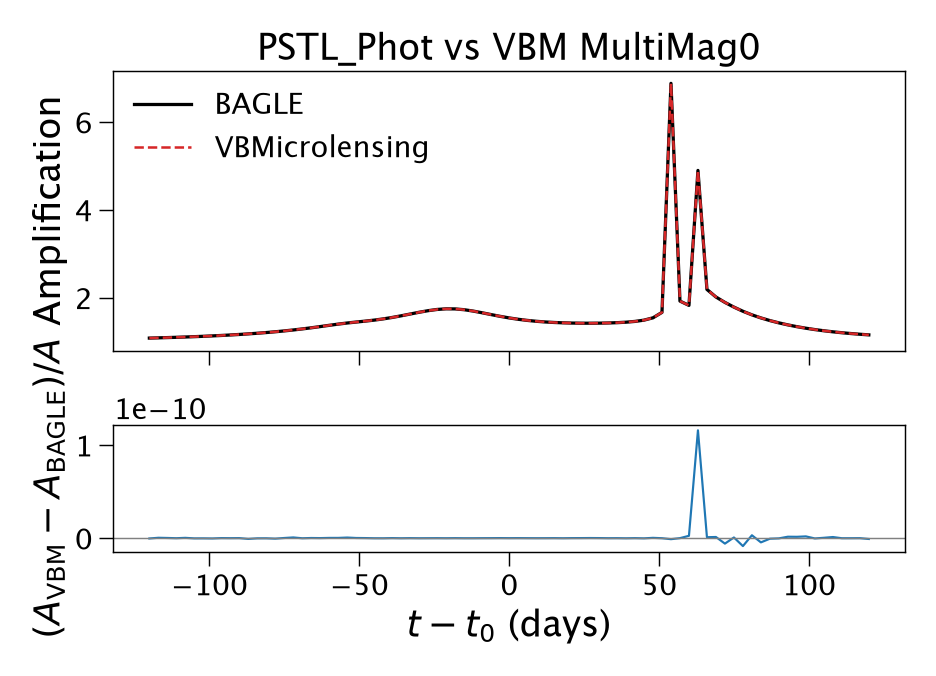 PSTL_Phot vs VBM MultiMag0
BAGLE
VBMicrolensing
Amplification
6
4
2
1e−10
(A_VBM − A_BAGLE)/A
1
0
−100
−50
0
50
100
t − t₀ (days)